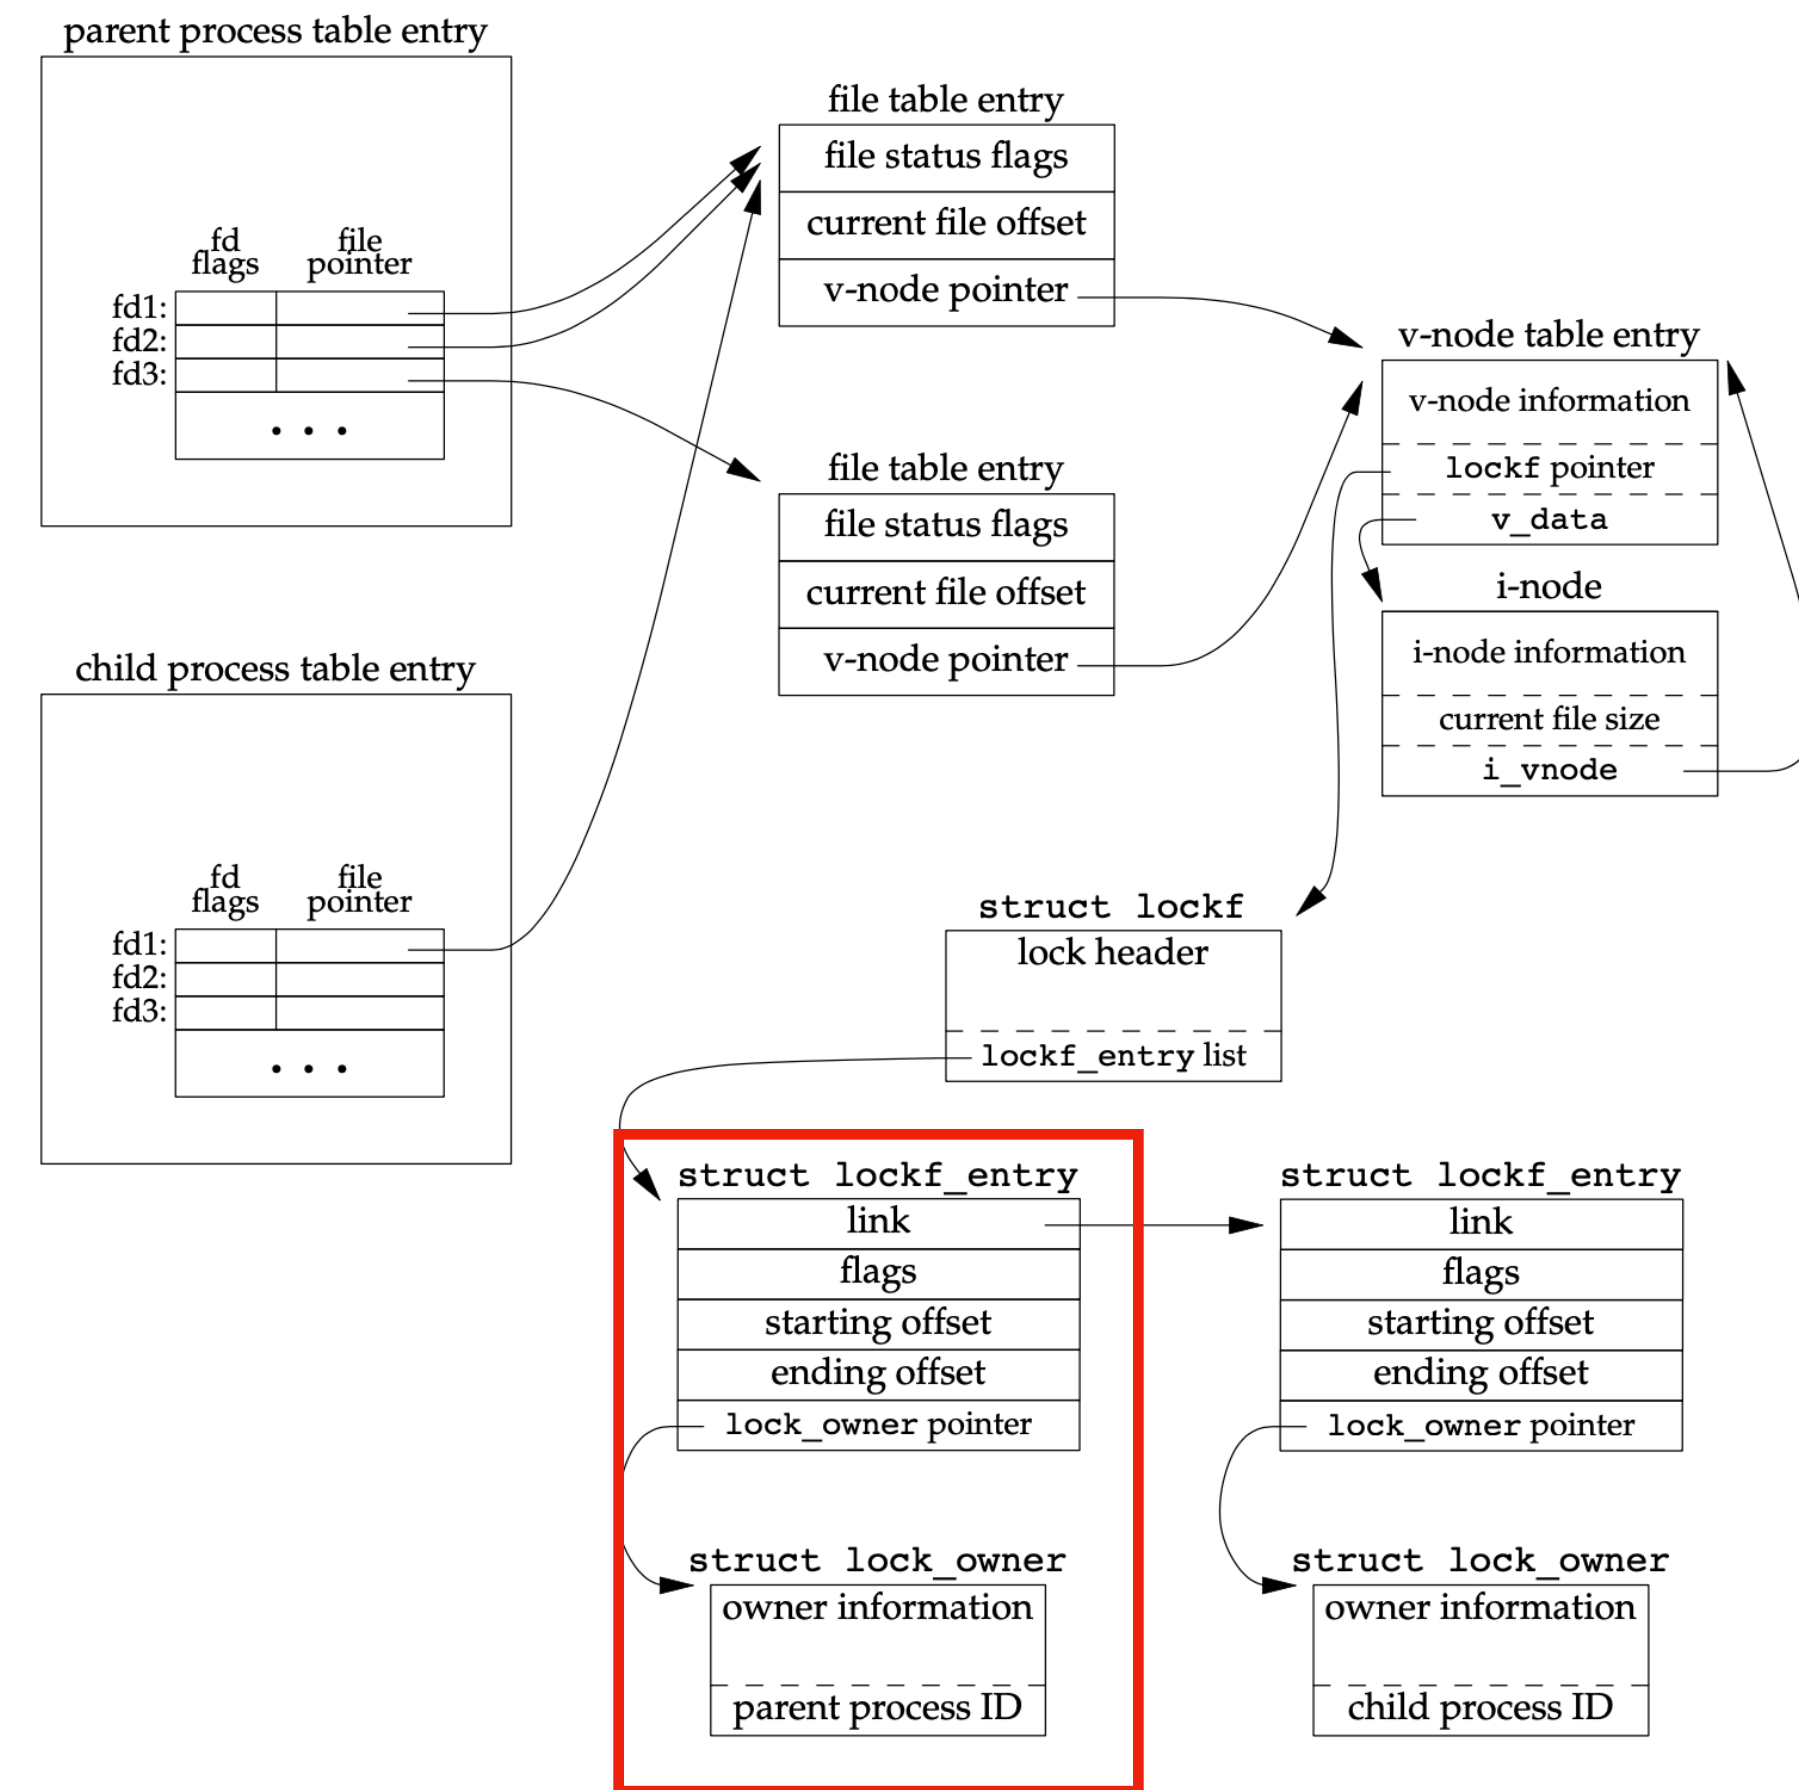 parent process table entry
fd
flags
file
pointer
fd1:
fd2:
fd3:
. . .
file table entry
file status flags
current file offset
v-node pointer
file table entry
file status flags
current file offset
v-node pointer
v-node table entry
v-node information
lockf pointer
v_data
i-node
i-node information
current file size
i_vnode
child process table entry
fd
flags
file
pointer
fd1:
fd2:
fd3:
. . .
struct lockf
lock header
lockf_entry list
struct lockf_entry
link
flags
starting offset
ending offset
lock_owner pointer
struct lock_owner
owner information
parent process ID
struct lockf_entry
link
flags
starting offset
ending offset
lock_owner pointer
struct lock_owner
owner information
child process ID